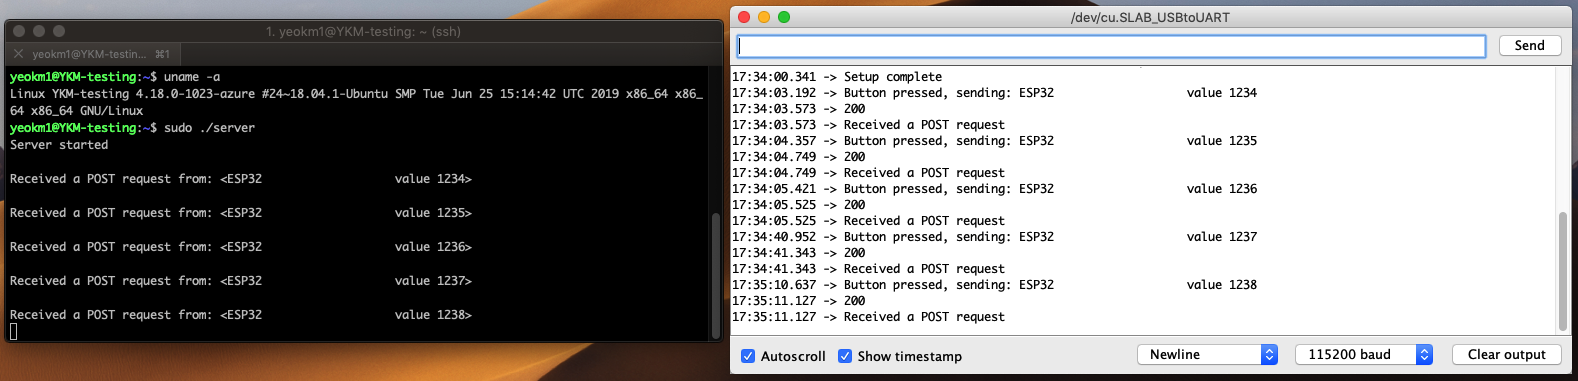 1. yeokm1@YKM-testing: ~ (ssh)
yeokm1@YKM-testin... ⌘1
yeokm1@YKM-testing:~$ uname -a
Linux YKM-testing 4.18.0-1023-azure #24~18.04.1-Ubuntu SMP Tue Jun 25 15:14:42 UTC 2019 x86_64 x86_
64 x86_64 GNU/Linux
yeokm1@YKM-testing:~$ sudo ./server
Server started
Received a POST request from: <ESP32 value 1234>
Received a POST request from: <ESP32 value 1235>
Received a POST request from: <ESP32 value 1236>
Received a POST request from: <ESP32 value 1237>
Received a POST request from: <ESP32 value 1238>
/dev/cu.SLAB_USBtoUART
Send
17:34:00.341 -> Setup complete
17:34:03.192 -> Button pressed, sending: ESP32 value 1234
17:34:03.573 -> 200
17:34:03.573 -> Received a POST request
17:34:04.357 -> Button pressed, sending: ESP32 value 1235
17:34:04.749 -> 200
17:34:04.749 -> Received a POST request
17:34:05.421 -> Button pressed, sending: ESP32 value 1236
17:34:05.525 -> 200
17:34:05.525 -> Received a POST request
17:34:40.952 -> Button pressed, sending: ESP32 value 1237
17:34:41.343 -> 200
17:34:41.343 -> Received a POST request
17:35:10.637 -> Button pressed, sending: ESP32 value 1238
17:35:11.127 -> 200
17:35:11.127 -> Received a POST request
Autoscroll Show timestamp Newline 115200 baud Clear output